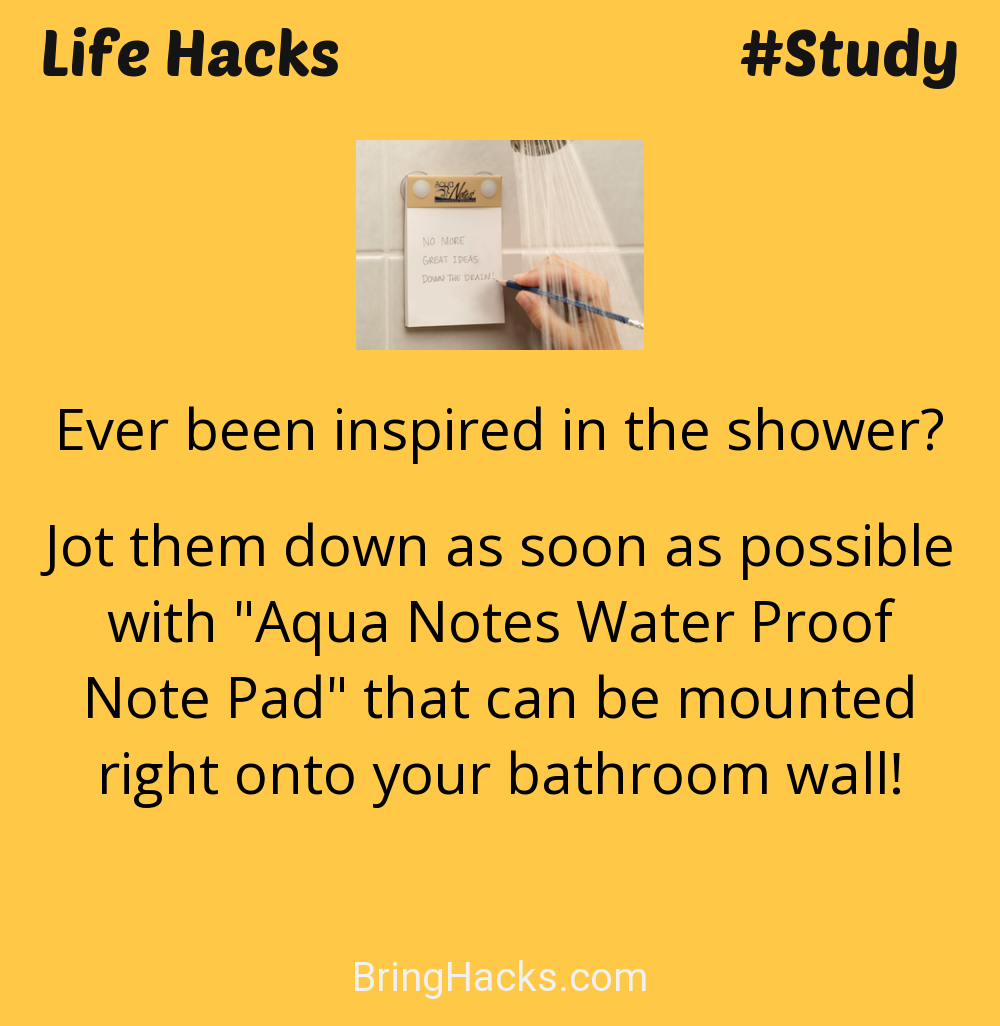 Life Hacks #Study
AQUA
Notes
NO MORE
GREAT IDEAS
DOWN THE DRAIN!
Ever been inspired in the shower?
Jot them down as soon as possible
with "Aqua Notes Water Proof
Note Pad" that can be mounted
right onto your bathroom wall!
BringHacks.com